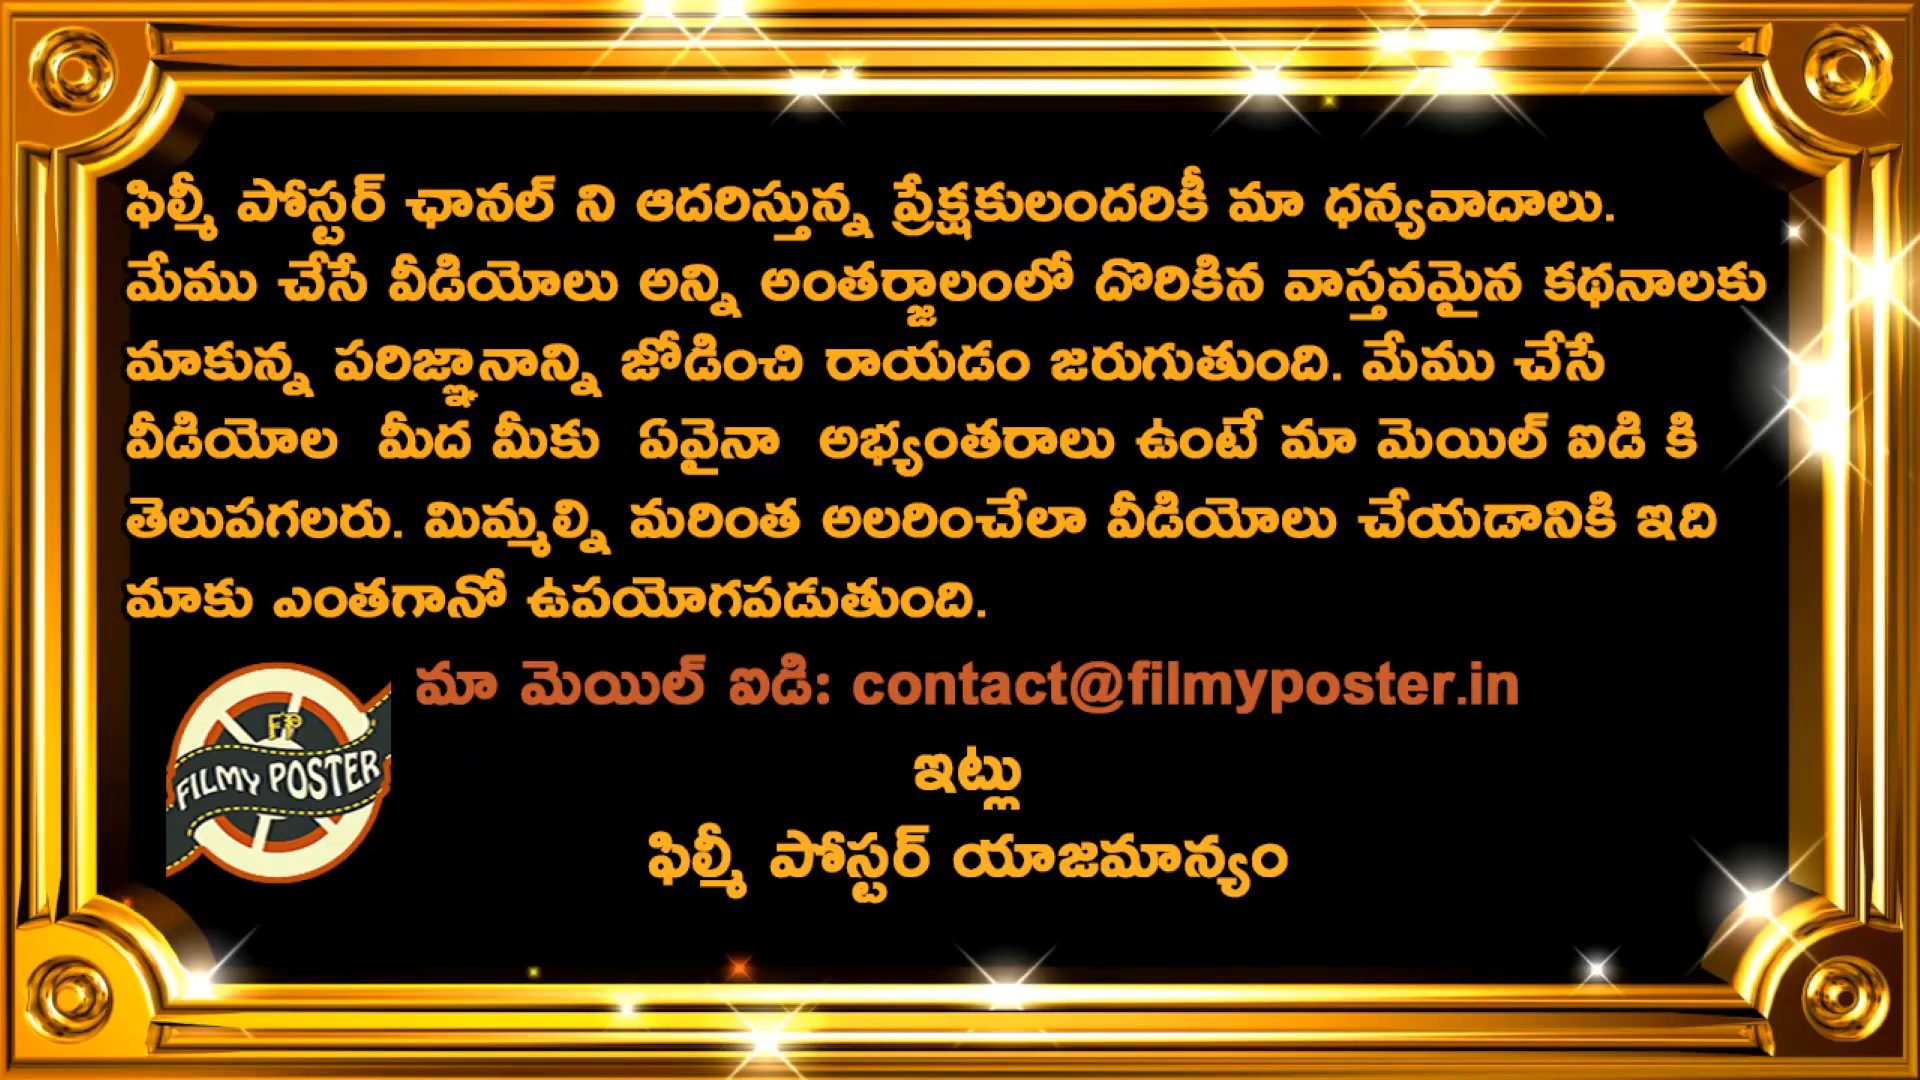 ఫిల్మీ పోస్టర్ ఛానల్ ని ఆదరిస్తున్న ప్రేక్షకులందరికీ మా ధన్యవాదాలు.
మేము చేసే వీడియోలు అన్ని అంతర్జాలంలో దొరికిన వాస్తవమైన కథనాలకు
మాకున్న పరిజ్ఞానాన్ని జోడించి రాయడం జరుగుతుంది. మేము చేసే
వీడియోల మీద మీకు ఏవైనా అభ్యంతరాలు ఉంటే మా మెయిల్ ఐడి కి
తెలుపగలరు. మిమ్మల్ని మరింత అలరించేలా వీడియోలు చేయడానికి ఇది
మాకు ఎంతగానో ఉపయోగపడుతుంది.
మా మెయిల్ ఐడి: contact@filmyposter.in
FP
FILMY POSTER
ఇట్లు
ఫిల్మీ పోస్టర్ యాజమాన్యం